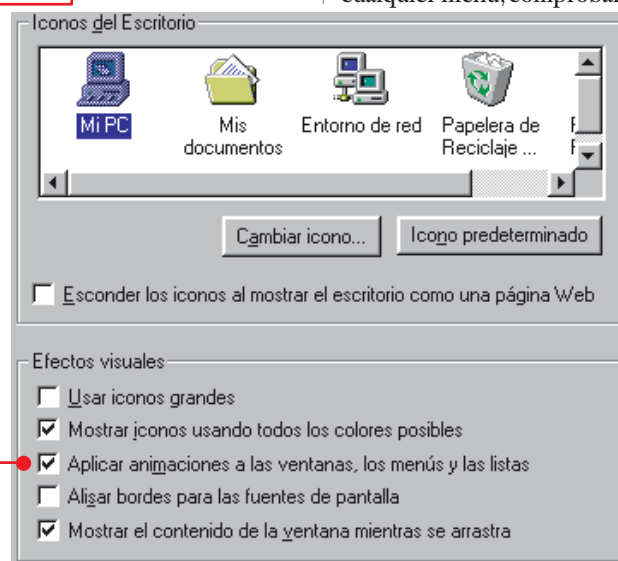 cualquier menú, comprobar
Iconos del Escritorio
Mi PC
Mis documentos
Entorno de red
Papelera de Reciclaje ...
Cambiar icono...
Icono predeterminado
Esconder los iconos al mostrar el escritorio como una página Web
Efectos visuales
Usar iconos grandes
Mostrar iconos usando todos los colores posibles
Aplicar animaciones a las ventanas, los menús y las listas
Alisar bordes para las fuentes de pantalla
Mostrar el contenido de la ventana mientras se arrastra